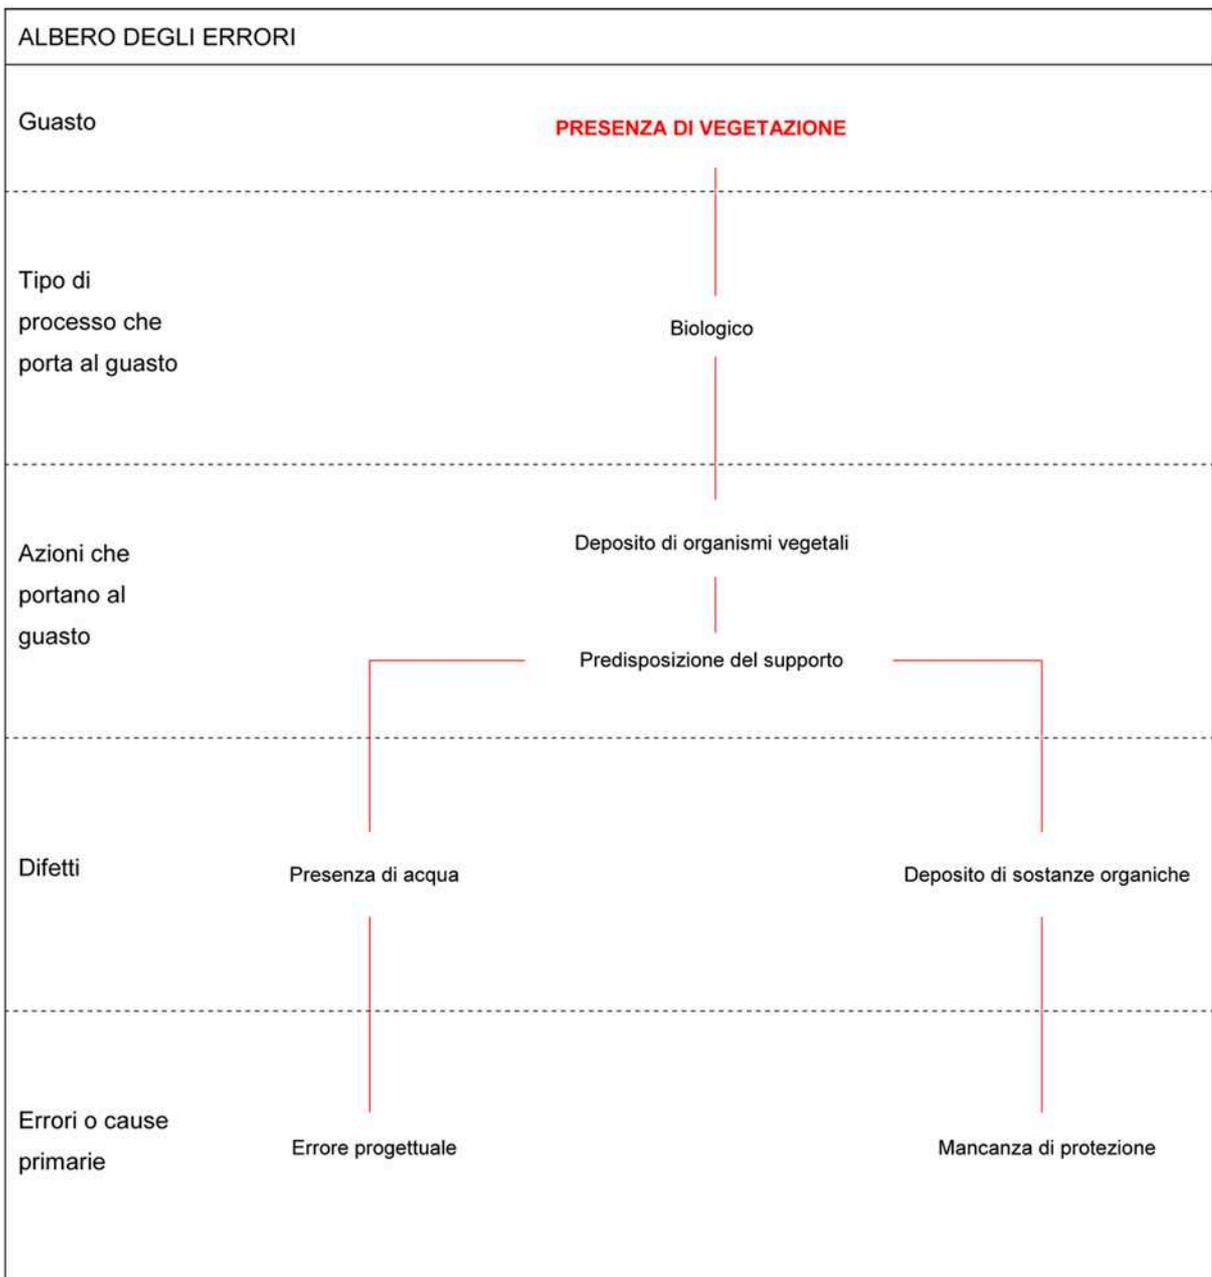 ALBERO DEGLI ERRORI
Guasto
PRESENZA DI VEGETAZIONE
Tipo di
processo che
porta al guasto
Biologico
Azioni che
portano al
guasto
Deposito di organismi vegetali
Predisposizione del supporto
Difetti
Presenza di acqua
Deposito di sostanze organiche
Errori o cause
primarie
Errore progettuale
Mancanza di protezione